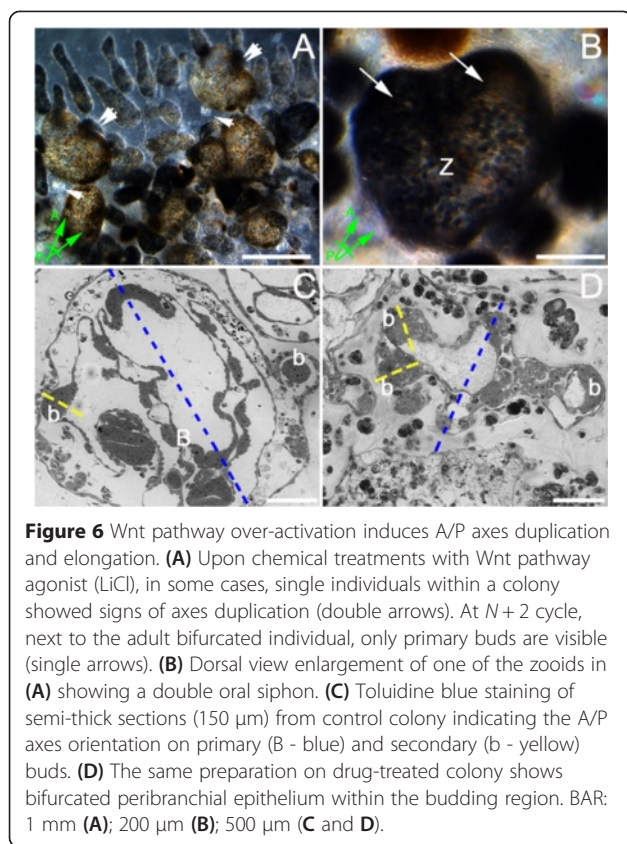 A
A
P
B
Z
A
P
C
b
b
B
D
b
b
b
Figure 6 Wnt pathway over-activation induces A/P axes duplication
and elongation. (A) Upon chemical treatments with Wnt pathway
agonist (LiCl), in some cases, single individuals within a colony
showed signs of axes duplication (double arrows). At N + 2 cycle,
next to the adult bifurcated individual, only primary buds are visible
(single arrows). (B) Dorsal view enlargement of one of the zooids in
(A) showing a double oral siphon. (C) Toluidine blue staining of
semi-thick sections (150 μm) from control colony indicating the A/P
axes orientation on primary (B - blue) and secondary (b - yellow)
buds. (D) The same preparation on drug-treated colony shows
bifurcated peribranchial epithelium within the budding region. BAR:
1 mm (A); 200 μm (B); 500 μm (C and D).